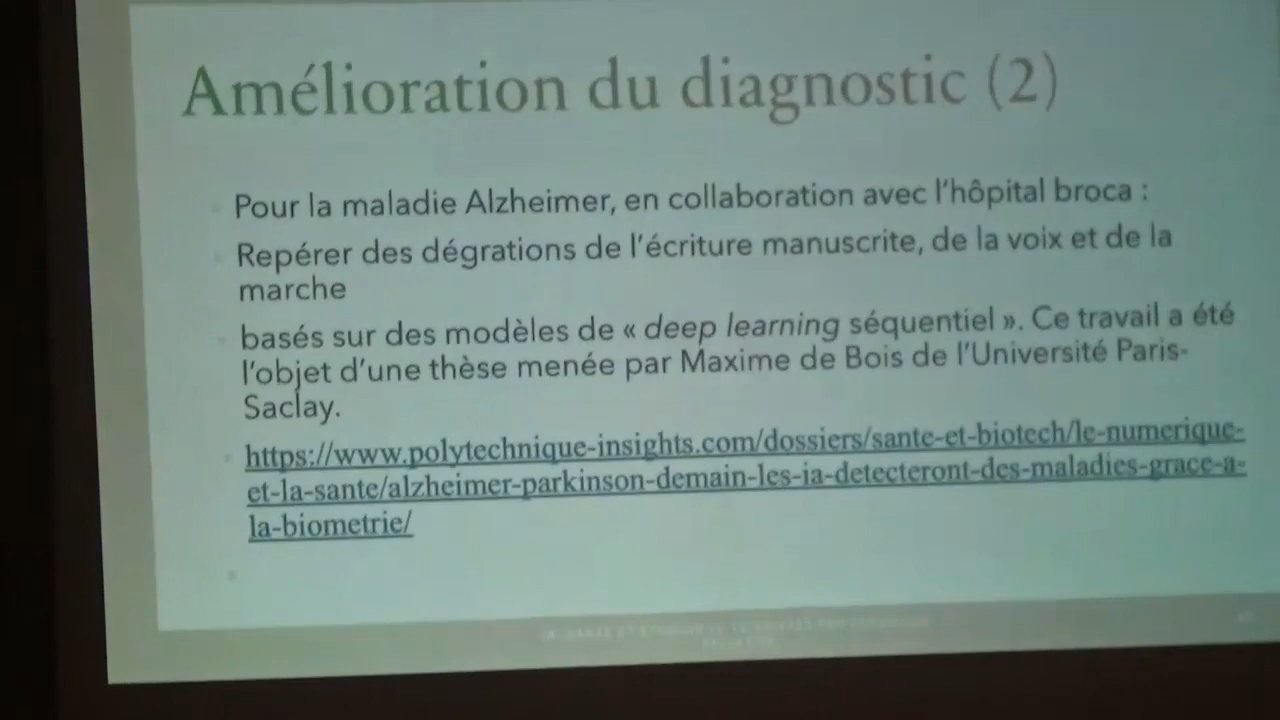 Amélioration du diagnostic (2)
Pour la maladie Alzheimer, en collaboration avec l'hôpital broca :
Repérer des dégrations de l'écriture manuscrite, de la voix et de la
marche
basés sur des modèles de « deep learning séquentiel ». Ce travail a été
l'objet d'une thèse menée par Maxime de Bois de l'Université Paris-
Saclay.
https://www.polytechnique-insights.com/dossiers/sante-et-biotech/le-numerique-
et-la-sante/alzheimer-parkinson-demain-les-ia-detecteront-des-maladies-grace-a-
la-biometrie/